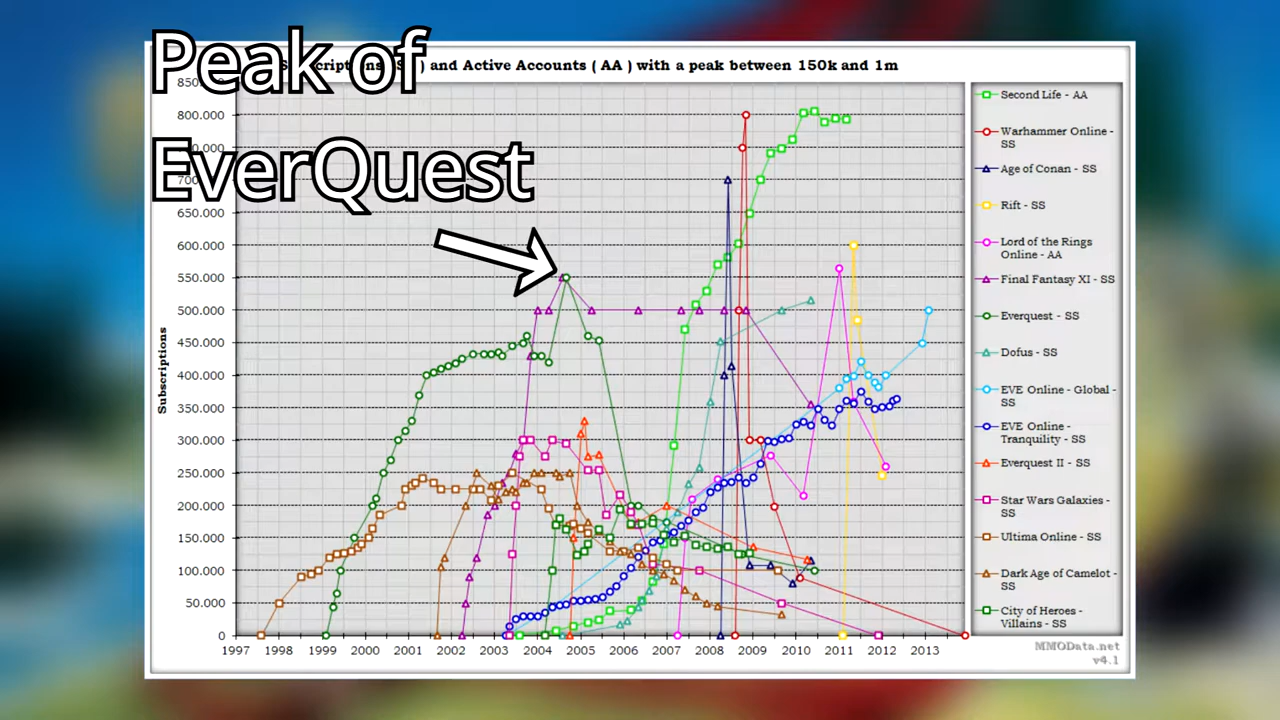 Peak of
EverQuest
and Active Accounts ( AA ) with a peak between 150k and 1m
800.000
650.000
600.000
550.000
500.000
450.000
400.000
350.000
300.000
250.000
200.000
150.000
100.000
50.000
0
Subscriptions
1997 1998 1999 2000 2001 2002 2003 2004 2005 2006 2007 2008 2009 2010 2011 2012 2013
Second Life - AA
Warhammer Online -
SS
Age of Conan - SS
Rift - SS
Lord of the Rings
Online - AA
Final Fantasy XI - SS
Everquest - SS
Dofus - SS
EVE Online - Global -
SS
EVE Online -
Tranquility - SS
Everquest II - SS
Star Wars Galaxies -
SS
Ultima Online - SS
Dark Age of Camelot -
SS
City of Heroes -
Villains - SS
MMOData.net
v4.1